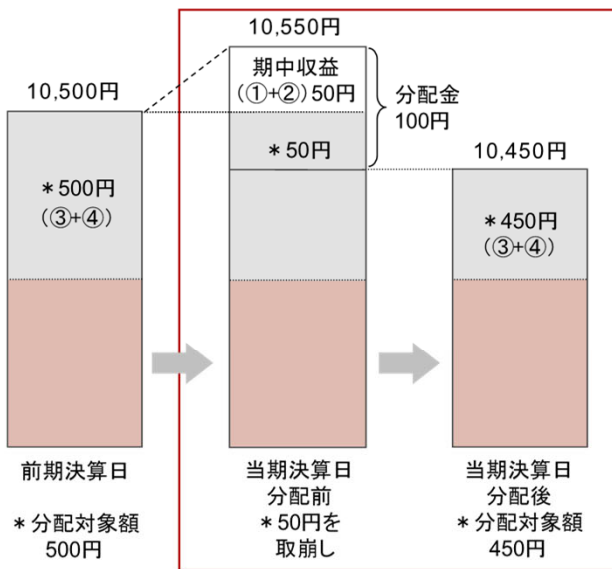 10,550円
期中収益
(①+②)50円
分配金
100円
10,500円
＊50円
10,450円
＊500円
(③+④)
＊450円
(③+④)
前期決算日
＊分配対象額
500円
当期決算日
分配前
＊50円を
取崩し
当期決算日
分配後
＊分配対象額
450円